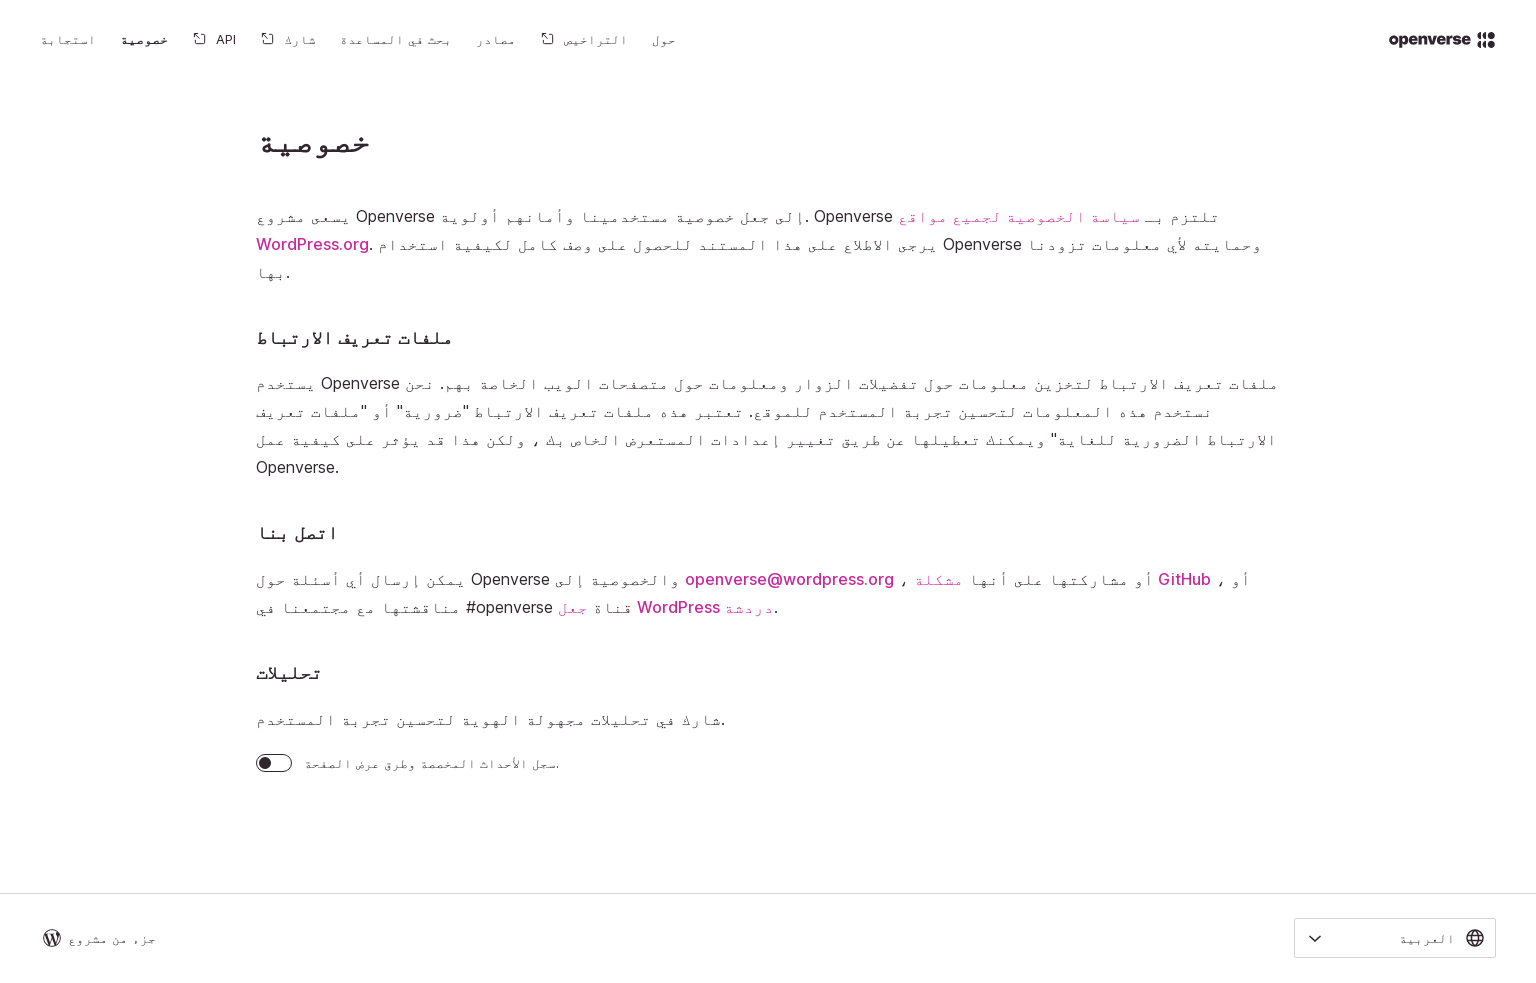 openverse
حول
التراخيص
مصادر
بحث في المساعدة
شارك
API
خصوصية
استجابة
خصوصية
يسعى مشروع Openverse إلى جعل خصوصية مستخدمينا وأمانهم أولوية. Openverse تلتزم بـ سياسة الخصوصية لجميع مواقع
WordPress.org. يرجى الاطلاع على هذا المستند للحصول على وصف كامل لكيفية استخدام Openverse وحمايته لأي معلومات تزودنا
بها.
ملفات تعريف الارتباط
يستخدم Openverse ملفات تعريف الارتباط لتخزين معلومات حول تفضيلات الزوار ومعلومات حول متصفحات الويب الخاصة بهم. نحن
نستخدم هذه المعلومات لتحسين تجربة المستخدم للموقع. تعتبر هذه ملفات تعريف الارتباط "ضرورية" أو "ملفات تعريف
الارتباط الضرورية للغاية" ويمكنك تعطيلها عن طريق تغيير إعدادات المستعرض الخاص بك ، ولكن هذا قد يؤثر على كيفية عمل
Openverse.
اتصل بنا
يمكن إرسال أي أسئلة حول Openverse والخصوصية إلى openverse@wordpress.org ، أو مشاركتها على أنها مشكلة GitHub ، أو
مناقشتها مع مجتمعنا في #openverse قناة جعل WordPress دردشة.
تحليلات
شارك في تحليلات مجهولة الهوية لتحسين تجربة المستخدم.
سجل الأحداث المخصصة وطرق عرض الصفحة.
العربية
جزء من مشروع